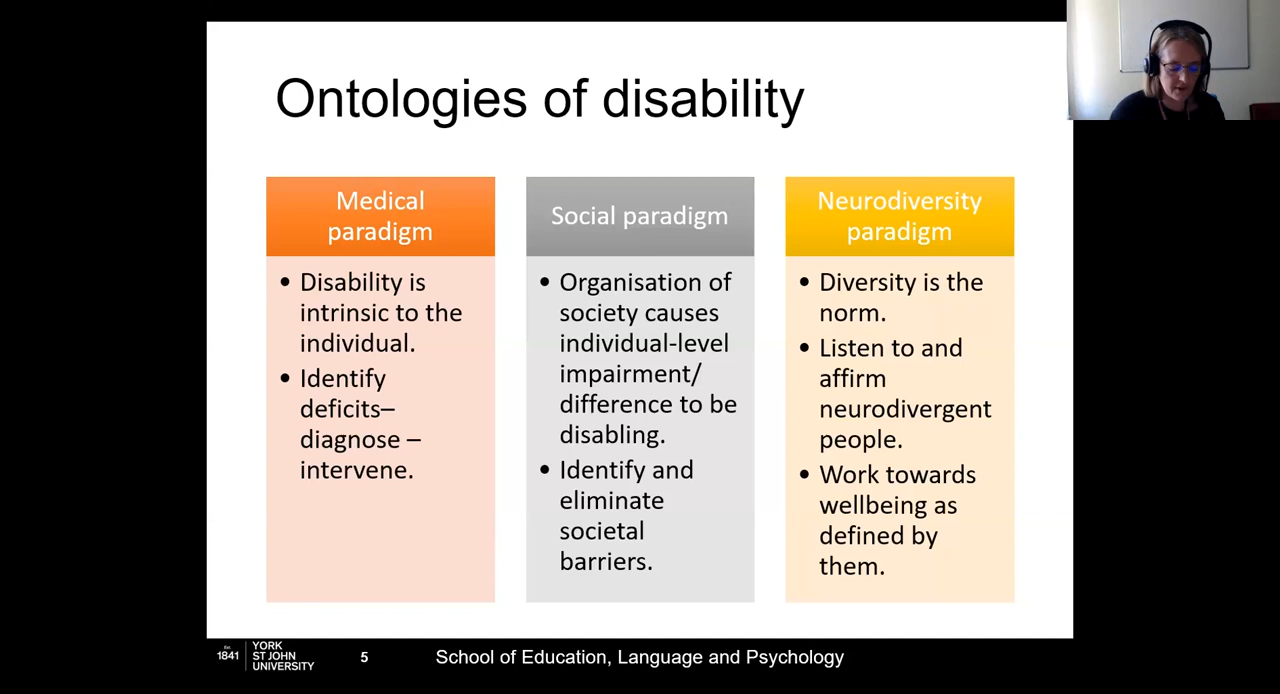 Ontologies of disability
Medical
paradigm
• Disability is
intrinsic to the
individual.
• Identify
deficits–
diagnose –
intervene.
Social paradigm
• Organisation of
society causes
individual-level
impairment/
difference to be
disabling.
• Identify and
eliminate
societal
barriers.
Neurodiversity
paradigm
• Diversity is the
norm.
• Listen to and
affirm
neurodivergent
people.
• Work towards
wellbeing as
defined by
them.
Est.
1841
YORK
ST JOHN
UNIVERSITY
5
School of Education, Language and Psychology